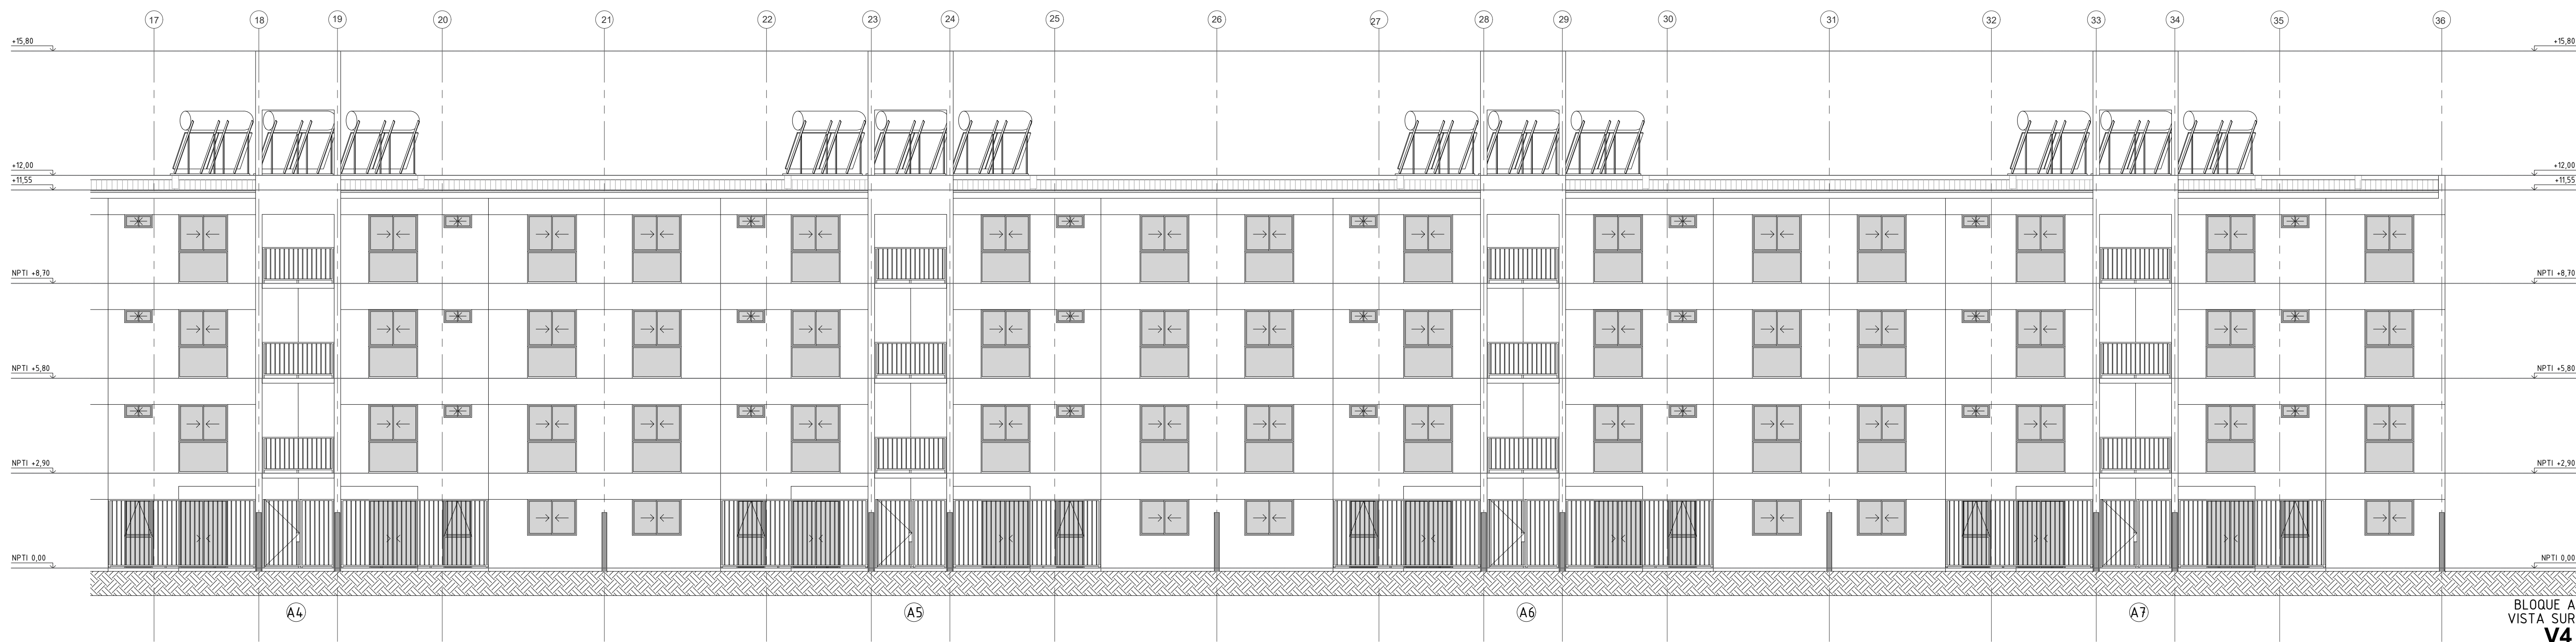 17 18 19 20 21 22 23 24 25 26 27 28 29 30 31 32 33 34 35 36
+15,80 +15,80
+12,00 +12,00
+11,55 +11,55
NPTI +8,70 NPTI +8,70
NPTI +5,80 NPTI +5,80
NPTI +2,90 NPTI +2,90
NPTI 0,00 NPTI 0,00
A4 A5 A6 A7
BLOQUE A
VISTA SUR
V4